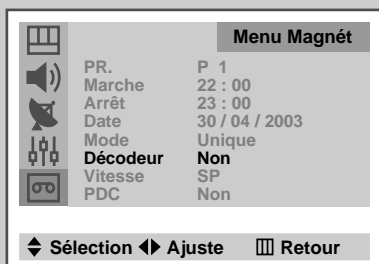 Menu Magnét
PR. P 1
Marche 22 : 00
Arrêt 23 : 00
Date 30 / 04 / 2003
Mode Unique
Décodeur Non
Vitesse SP
PDC Non
Sélection Ajuste Retour